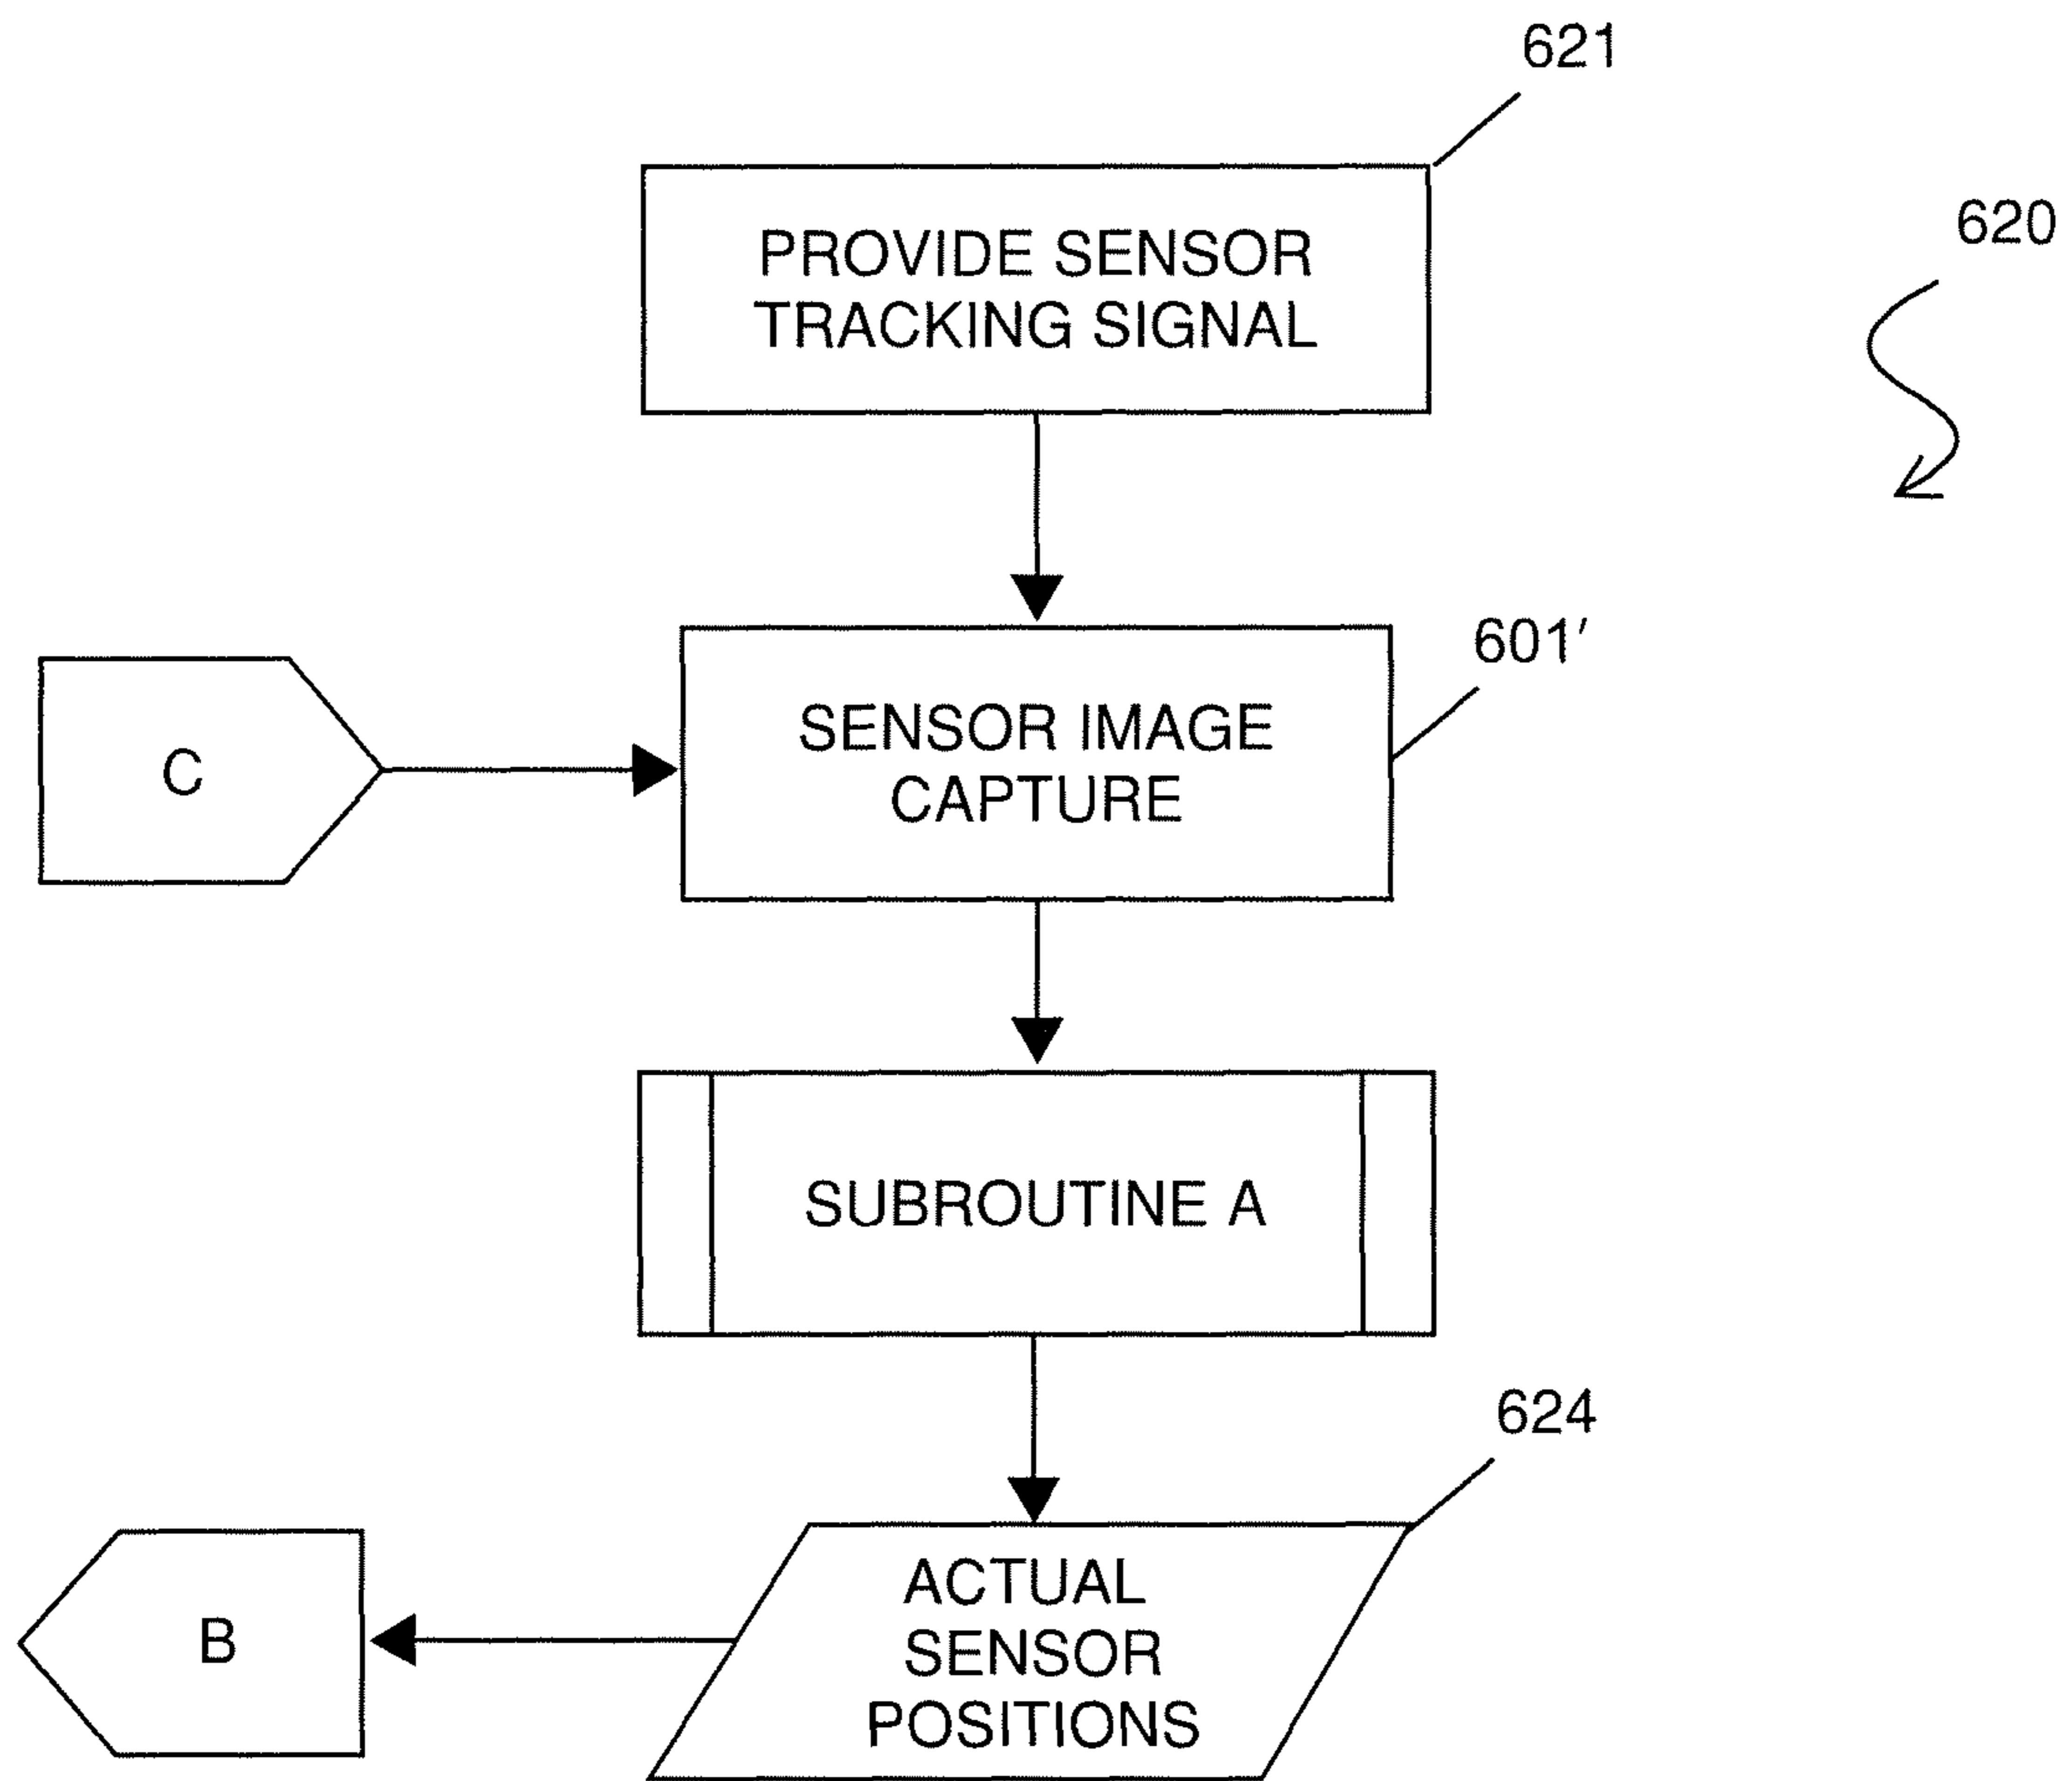 621
620
PROVIDE SENSOR
TRACKING SIGNAL
601′
C
SENSOR IMAGE
CAPTURE
SUBROUTINE A
624
B
ACTUAL
SENSOR
POSITIONS